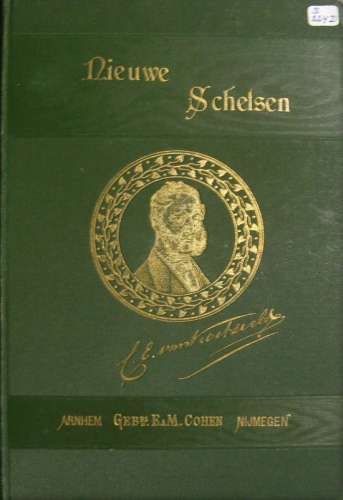 Nieuwe
Schetsen
C. E. van Koetsveld
ARNHEM GEBRS. E.&M. COHEN NIJMEGEN